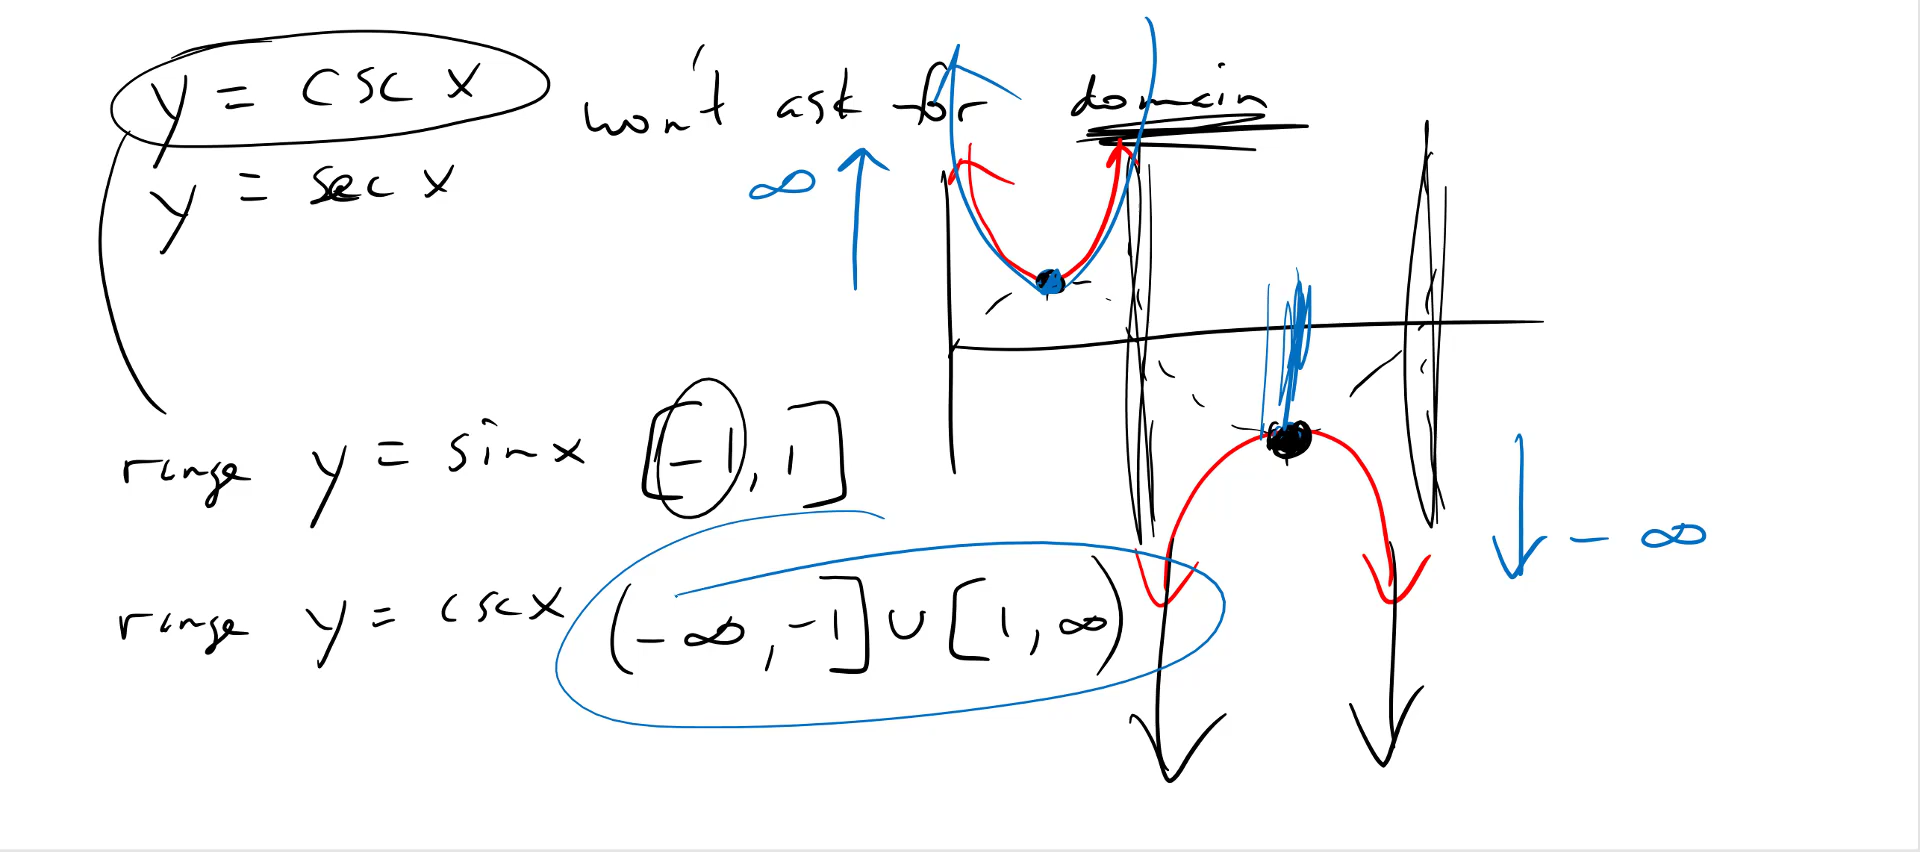 y = csc x won't ask for domain
y = sec x
∞
range y = sin x [-1, 1]
- ∞
range y = csc x (-∞, -1] ∪ [1, ∞)